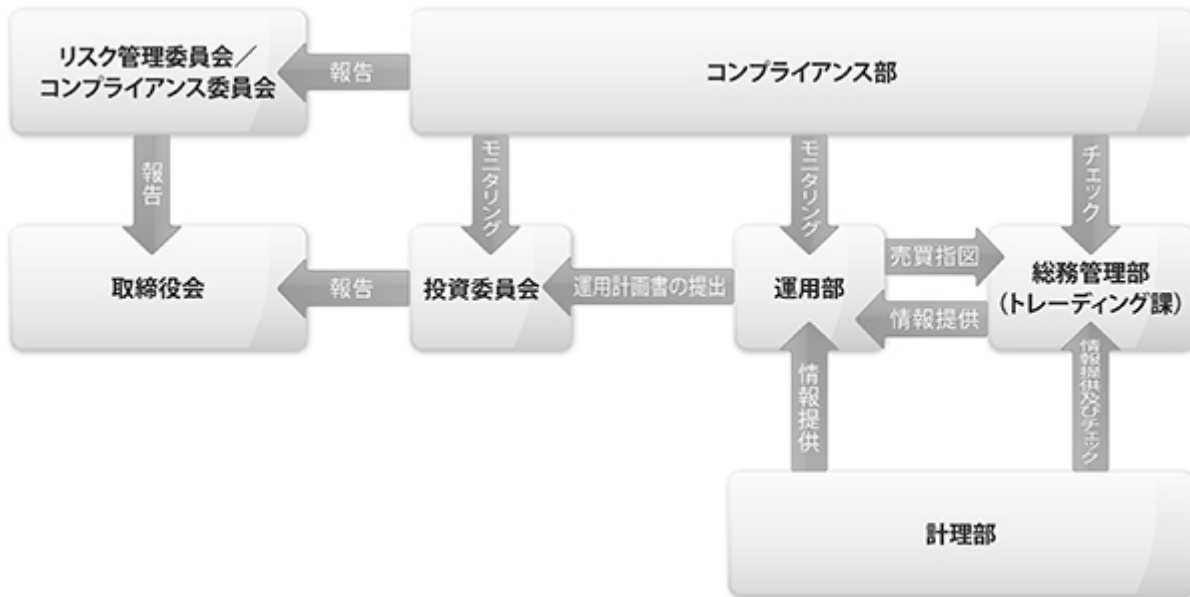 リスク管理委員会／
コンプライアンス委員会
報告
コンプライアンス部
報告
モニタリング
モニタリング
チェック
取締役会
報告
投資委員会
運用計画書の提出
運用部
売買指図
情報提供
総務管理部
(トレーディング課)
情報提供
情報提供及びチェック
計理部